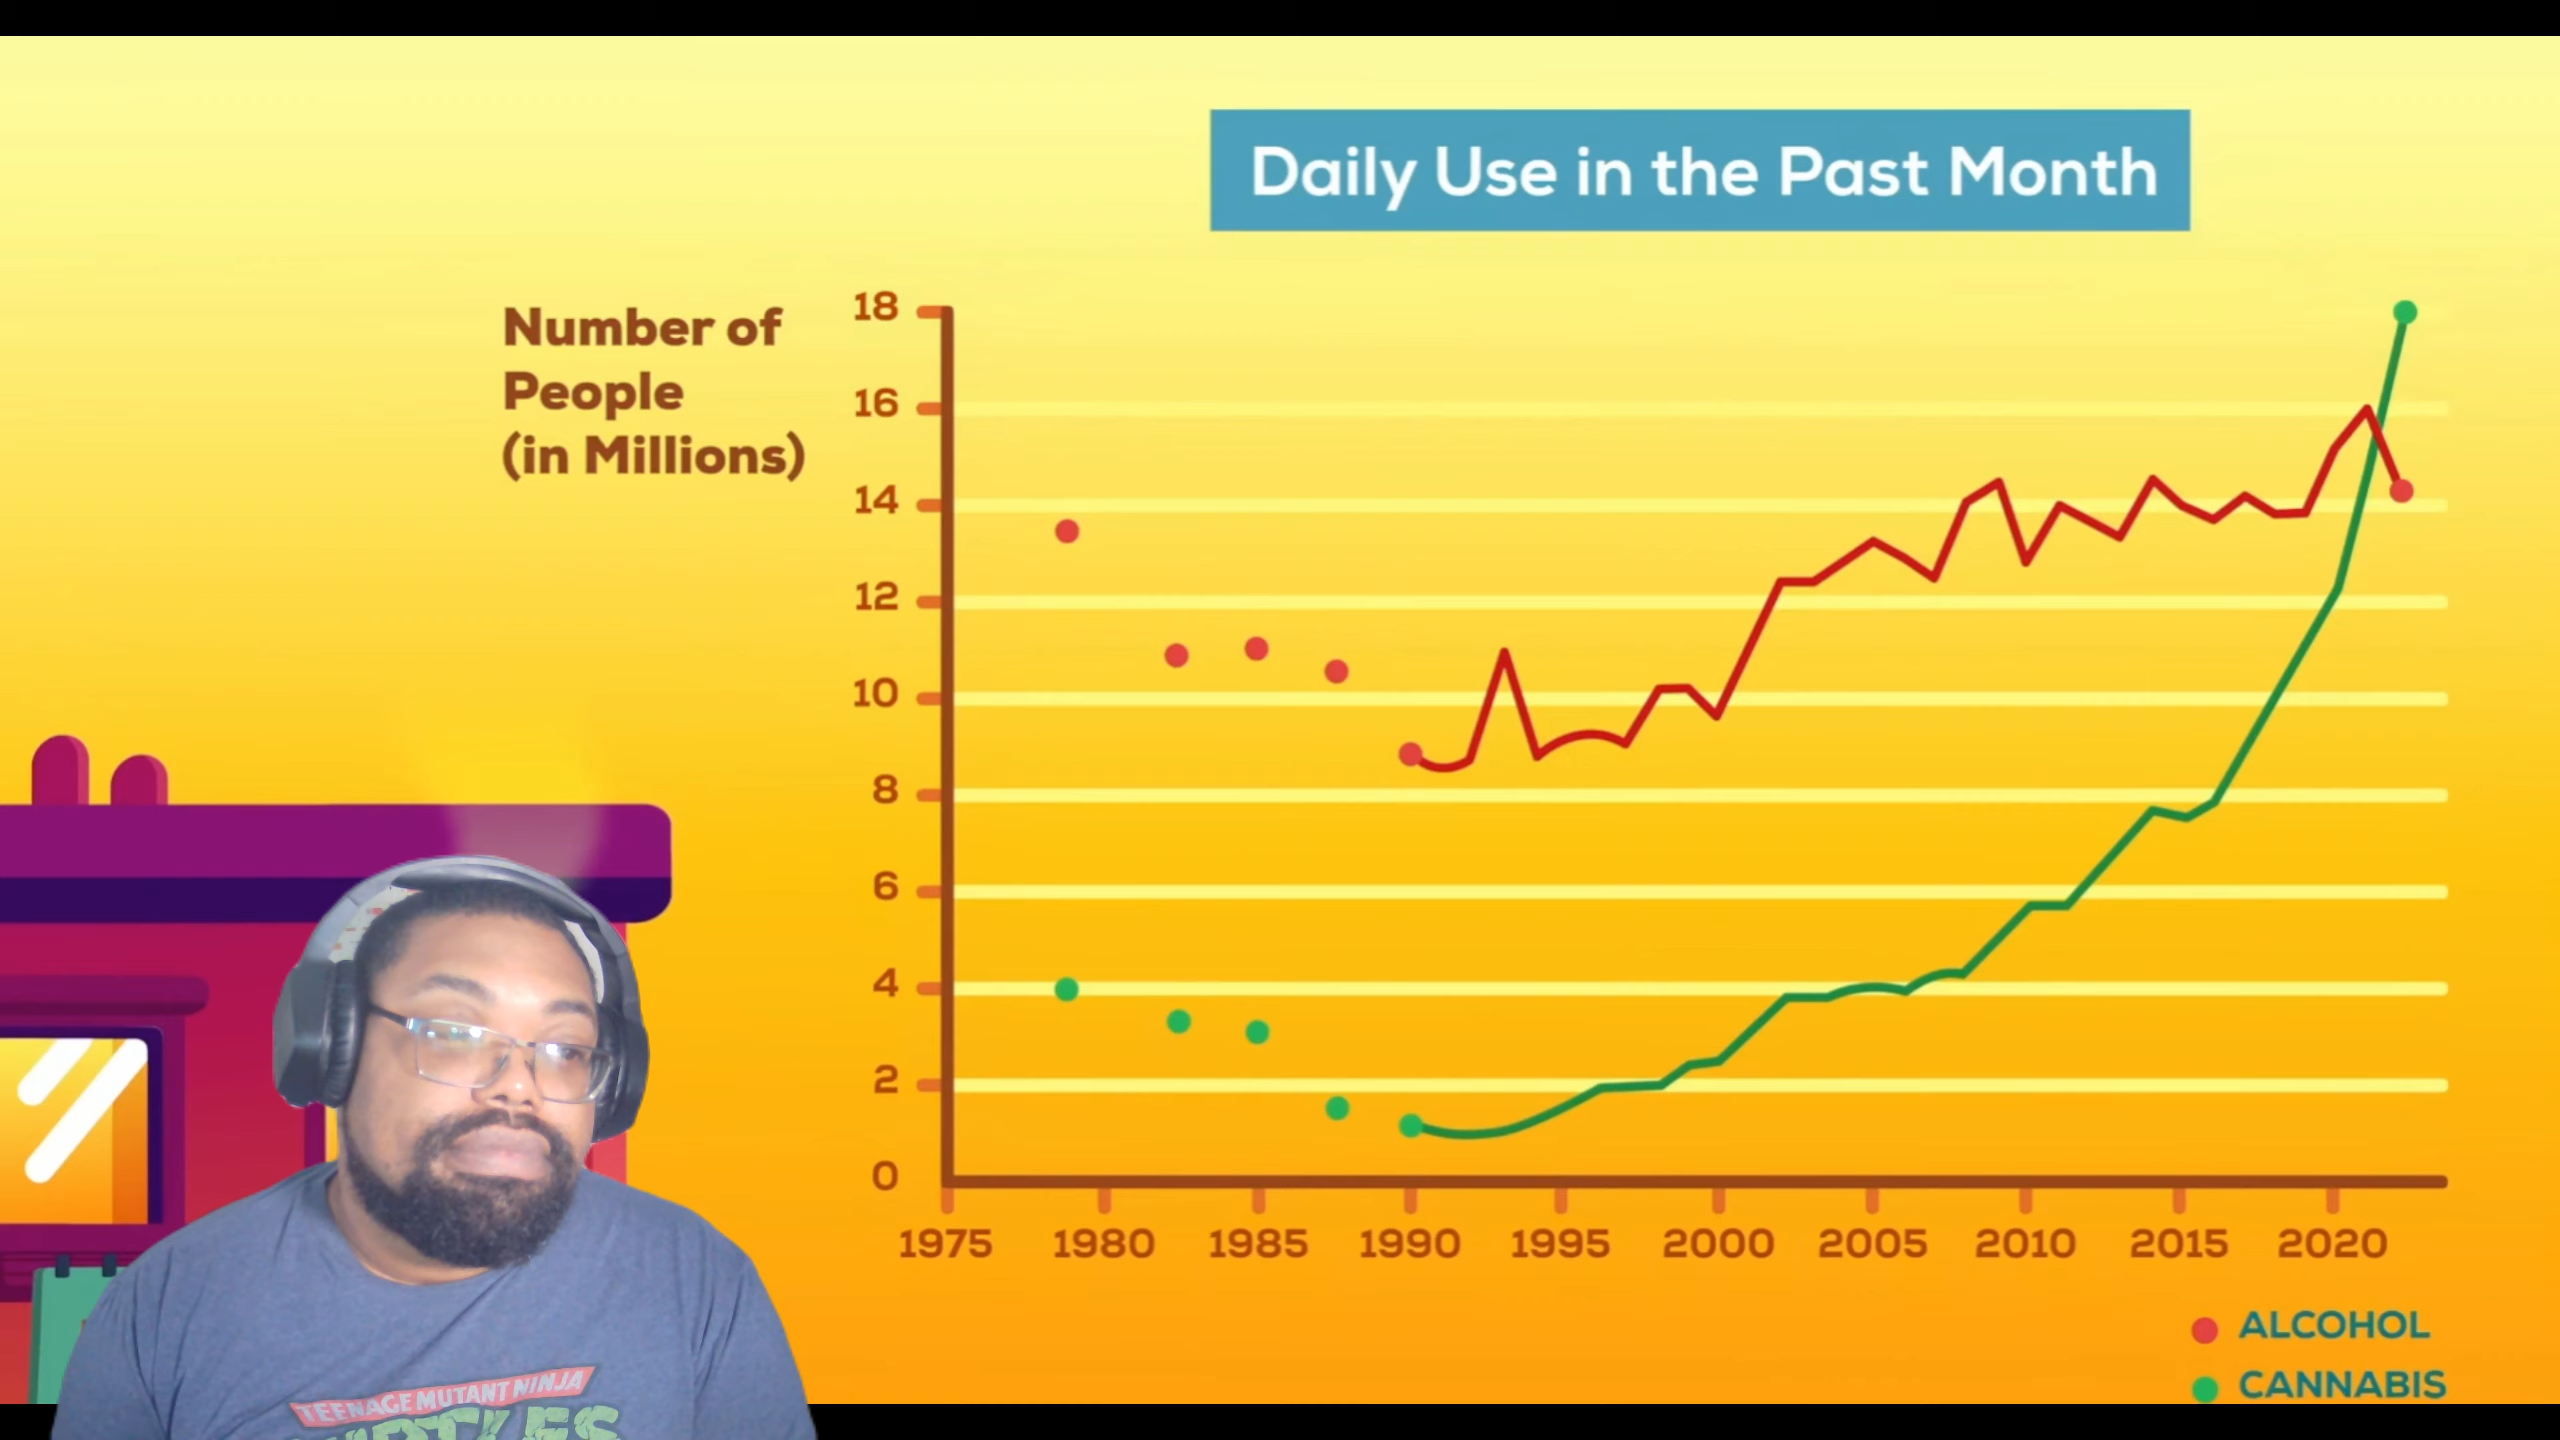 Daily Use in the Past Month
Number of
People
(in Millions)
18
16
14
12
10
8
6
4
2
0
1975 1980 1985 1990 1995 2000 2005 2010 2015 2020
ALCOHOL
CANNABIS
TEENAGE MUTANT NINJA
TURTLES